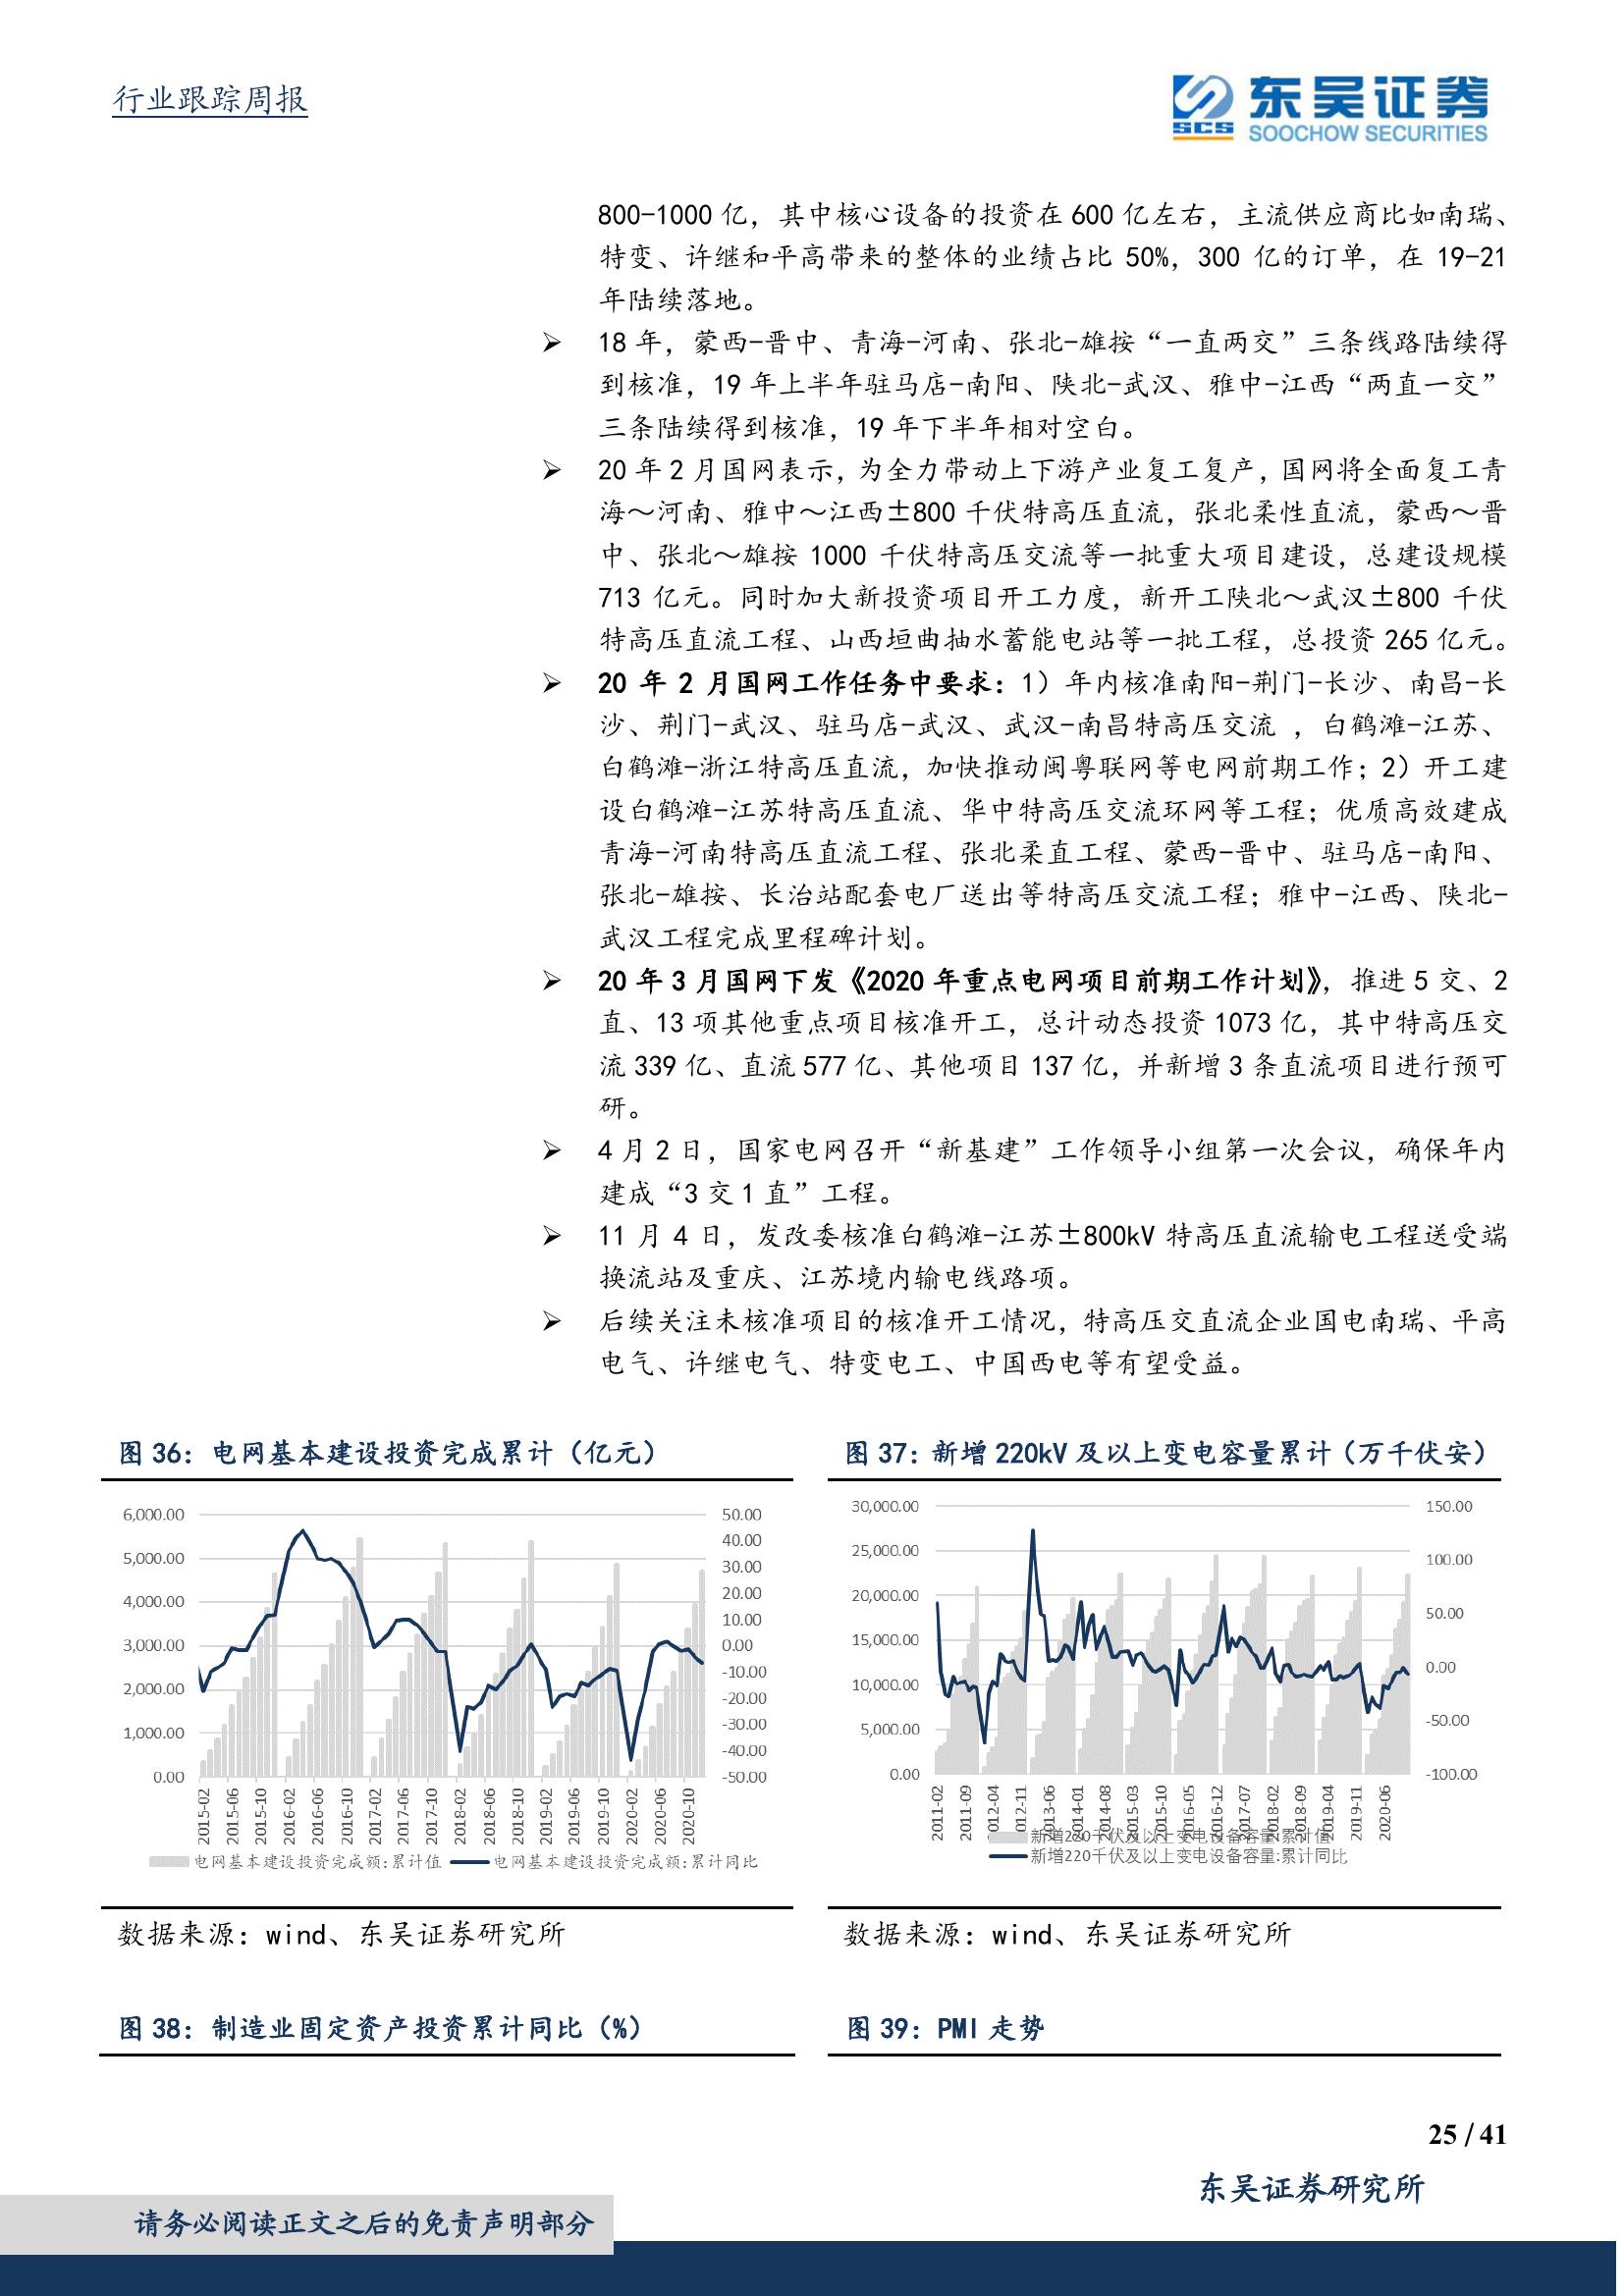 行业跟踪周报
SCS
东吴证券
SOOCHOW SECURITIES
800-1000 亿，其中核心设备的投资在 600 亿左右，主流供应商比如南瑞、
特变、许继和平高带来的整体的业绩占比 50%，300 亿的订单，在 19-21
年陆续落地。
➢ 18 年，蒙西-晋中、青海-河南、张北-雄按“一直两交”三条线路陆续得
到核准，19 年上半年驻马店-南阳、陕北-武汉、雅中-江西“两直一交”
三条陆续得到核准，19 年下半年相对空白。
➢ 20 年 2 月国网表示，为全力带动上下游产业复工复产，国网将全面复工青
海～河南、雅中～江西±800 千伏特高压直流，张北柔性直流，蒙西～晋
中、张北～雄按 1000 千伏特高压交流等一批重大项目建设，总建设规模
713 亿元。同时加大新投资项目开工力度，新开工陕北～武汉±800 千伏
特高压直流工程、山西垣曲抽水蓄能电站等一批工程，总投资 265 亿元。
➢ 20 年 2 月国网工作任务中要求：1）年内核准南阳-荆门-长沙、南昌-长
沙、荆门-武汉、驻马店-武汉、武汉-南昌特高压交流 ，白鹤滩-江苏、
白鹤滩-浙江特高压直流，加快推动闽粤联网等电网前期工作；2）开工建
设白鹤滩-江苏特高压直流、华中特高压交流环网等工程；优质高效建成
青海-河南特高压直流工程、张北柔直工程、蒙西-晋中、驻马店-南阳、
张北-雄按、长治站配套电厂送出等特高压交流工程；雅中-江西、陕北-
武汉工程完成里程碑计划。
➢ 20 年 3 月国网下发《2020 年重点电网项目前期工作计划》，推进 5 交、2
直、13 项其他重点项目核准开工，总计动态投资 1073 亿，其中特高压交
流 339 亿、直流 577 亿、其他项目 137 亿，并新增 3 条直流项目进行预可
研。
➢ 4 月 2 日，国家电网召开“新基建”工作领导小组第一次会议，确保年内
建成“3 交 1 直”工程。
➢ 11 月 4 日，发改委核准白鹤滩-江苏±800kV 特高压直流输电工程送受端
换流站及重庆、江苏境内输电线路项。
➢ 后续关注未核准项目的核准开工情况，特高压交直流企业国电南瑞、平高
电气、许继电气、特变电工、中国西电等有望受益。
图 36：电网基本建设投资完成累计（亿元）
6,000.00
5,000.00
4,000.00
3,000.00
2,000.00
1,000.00
0.00
50.00
40.00
30.00
20.00
10.00
0.00
-10.00
-20.00
-30.00
-40.00
-50.00
2015-02
2015-06
2015-10
2016-02
2016-06
2016-10
2017-02
2017-06
2017-10
2018-02
2018-06
2018-10
2019-02
2019-06
2019-10
2020-02
2020-06
2020-10
电网基本建设投资完成额:累计值
电网基本建设投资完成额:累计同比
数据来源：wind、东吴证券研究所
图 37：新增 220kV 及以上变电容量累计（万千伏安）
30,000.00
25,000.00
20,000.00
15,000.00
10,000.00
5,000.00
0.00
150.00
100.00
50.00
0.00
-50.00
-100.00
2011-02
2011-09
2012-04
2012-11
2013-06
2014-01
2014-08
2015-03
2015-10
2016-05
2016-12
2017-07
2018-02
2018-09
2019-04
2019-11
2020-06
新增220千伏及以上变电设备容量:累计值
新增220千伏及以上变电设备容量:累计同比
数据来源：wind、东吴证券研究所
图 38：制造业固定资产投资累计同比（%）
图 39：PMI 走势
25 / 41
东吴证券研究所
请务必阅读正文之后的免责声明部分